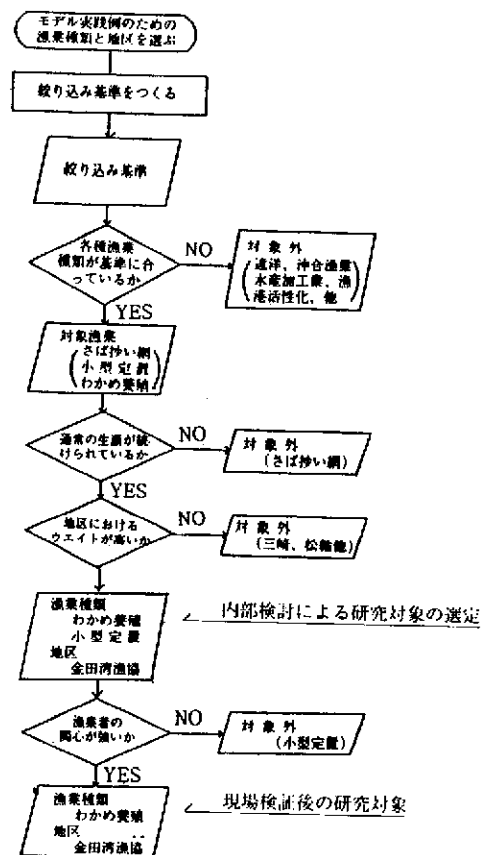 モデル実践例のための
漁業種類と地区を選ぶ
絞り込み基準をつくる
絞り込み基準
各種漁業
種類が基準に合
っているか
NO
対象外
遠洋、沖合漁業
水産加工業、漁
港活性化、他
YES
対象漁業
さば抄い網
小型定置
わかめ養殖
通常の生産が続
けられているか
NO
対象外
(さば抄い網)
YES
地区における
ウエイトが高いか
NO
対象外
(三崎、松輪他)
YES
漁業種類
わかめ養殖
小型定置
地区
金田湾漁協
内部検討による研究対象の選定
漁業者の
関心が強いか
NO
対象外
(小型定置)
YES
漁業種類
わかめ養殖
地区
金田湾漁協
現場検証後の研究対象